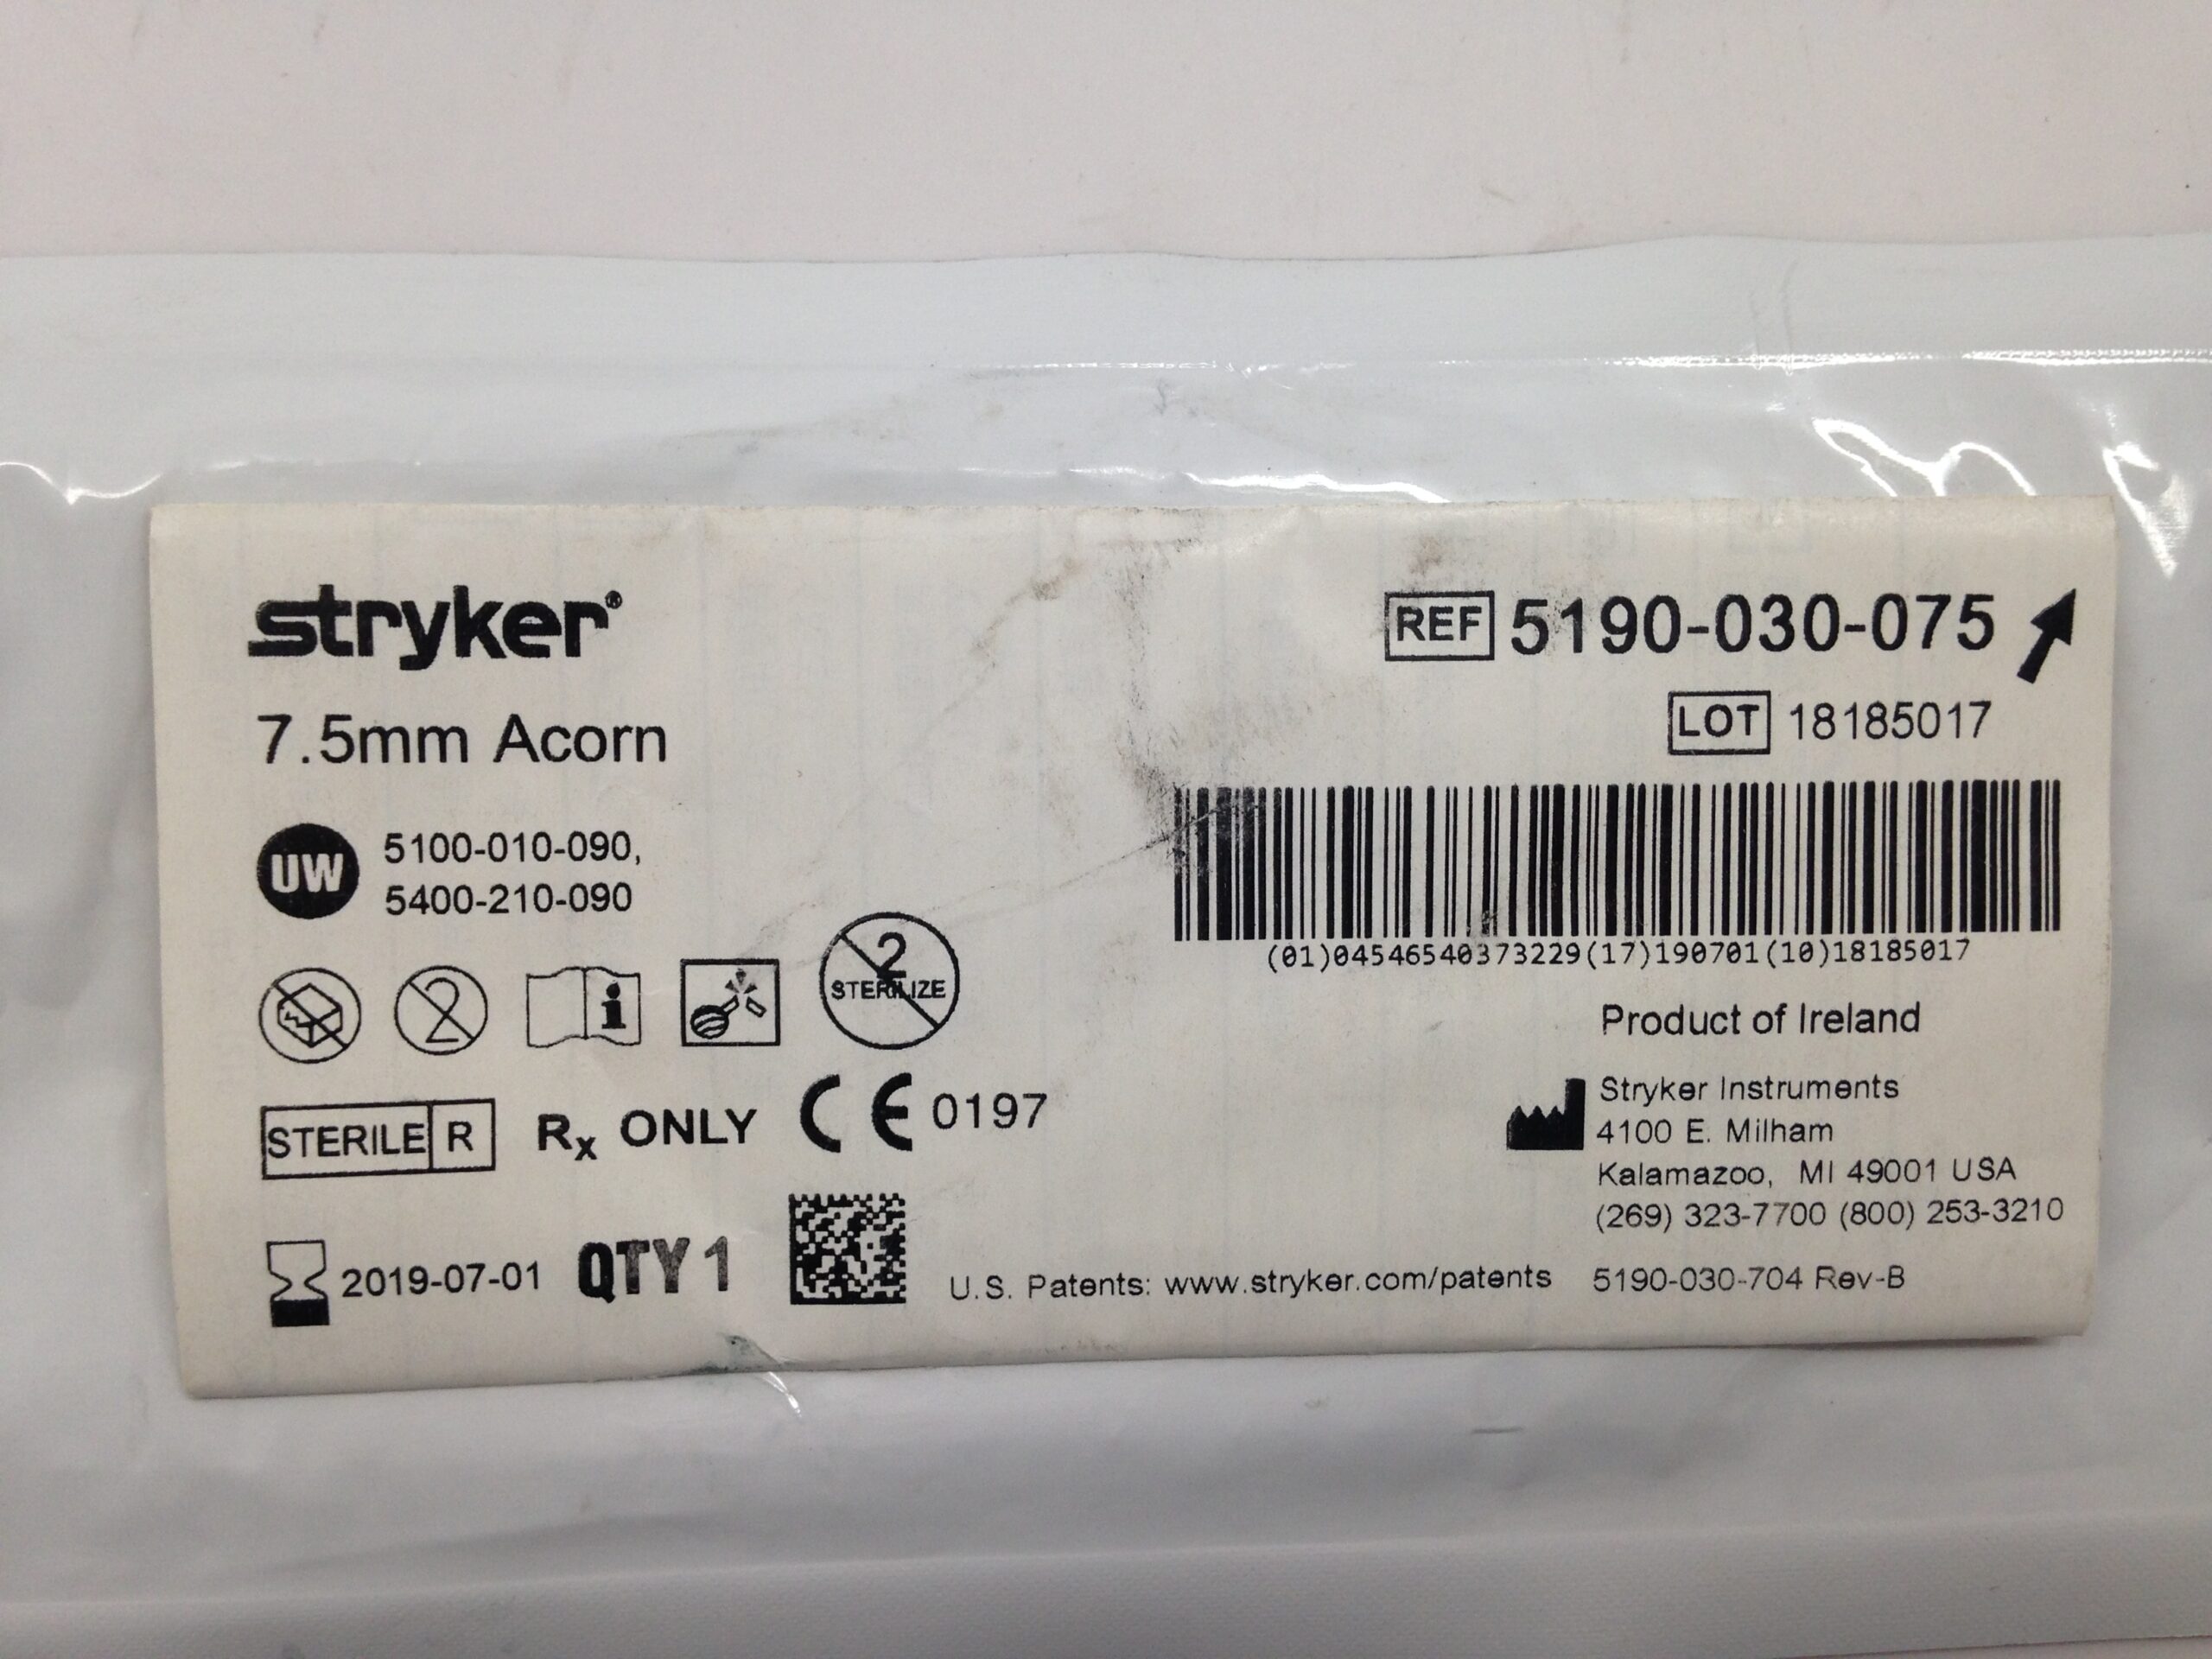 stryker®
7.5mm Acorn
UW 5100-010-090,
5400-210-090
2
2
STERILIZE
STERILE R
Rx ONLY
CE 0197
2019-07-01
QTY 1
REF 5190-030-075
LOT 18185017
(01)04546540373229(17)190701(10)18185017
Product of Ireland
Stryker Instruments
4100 E. Milham
Kalamazoo, MI 49001 USA
(269) 323-7700 (800) 253-3210
U.S. Patents: www.stryker.com/patents 5190-030-704 Rev-B